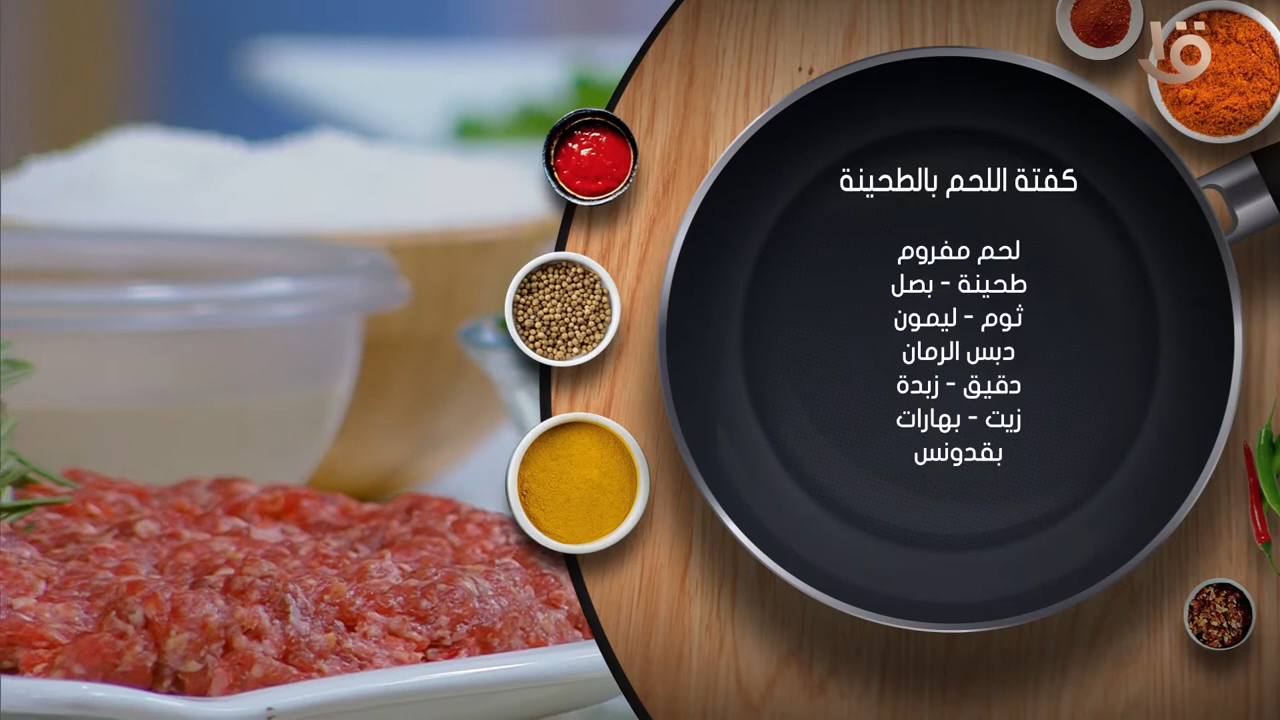 كفتة اللحم بالطحينة
لحم مفروم
طحينة - بصل
ثوم - ليمون
دبس الرمان
دقيق - زبدة
زيت - بهارات
بقدونس